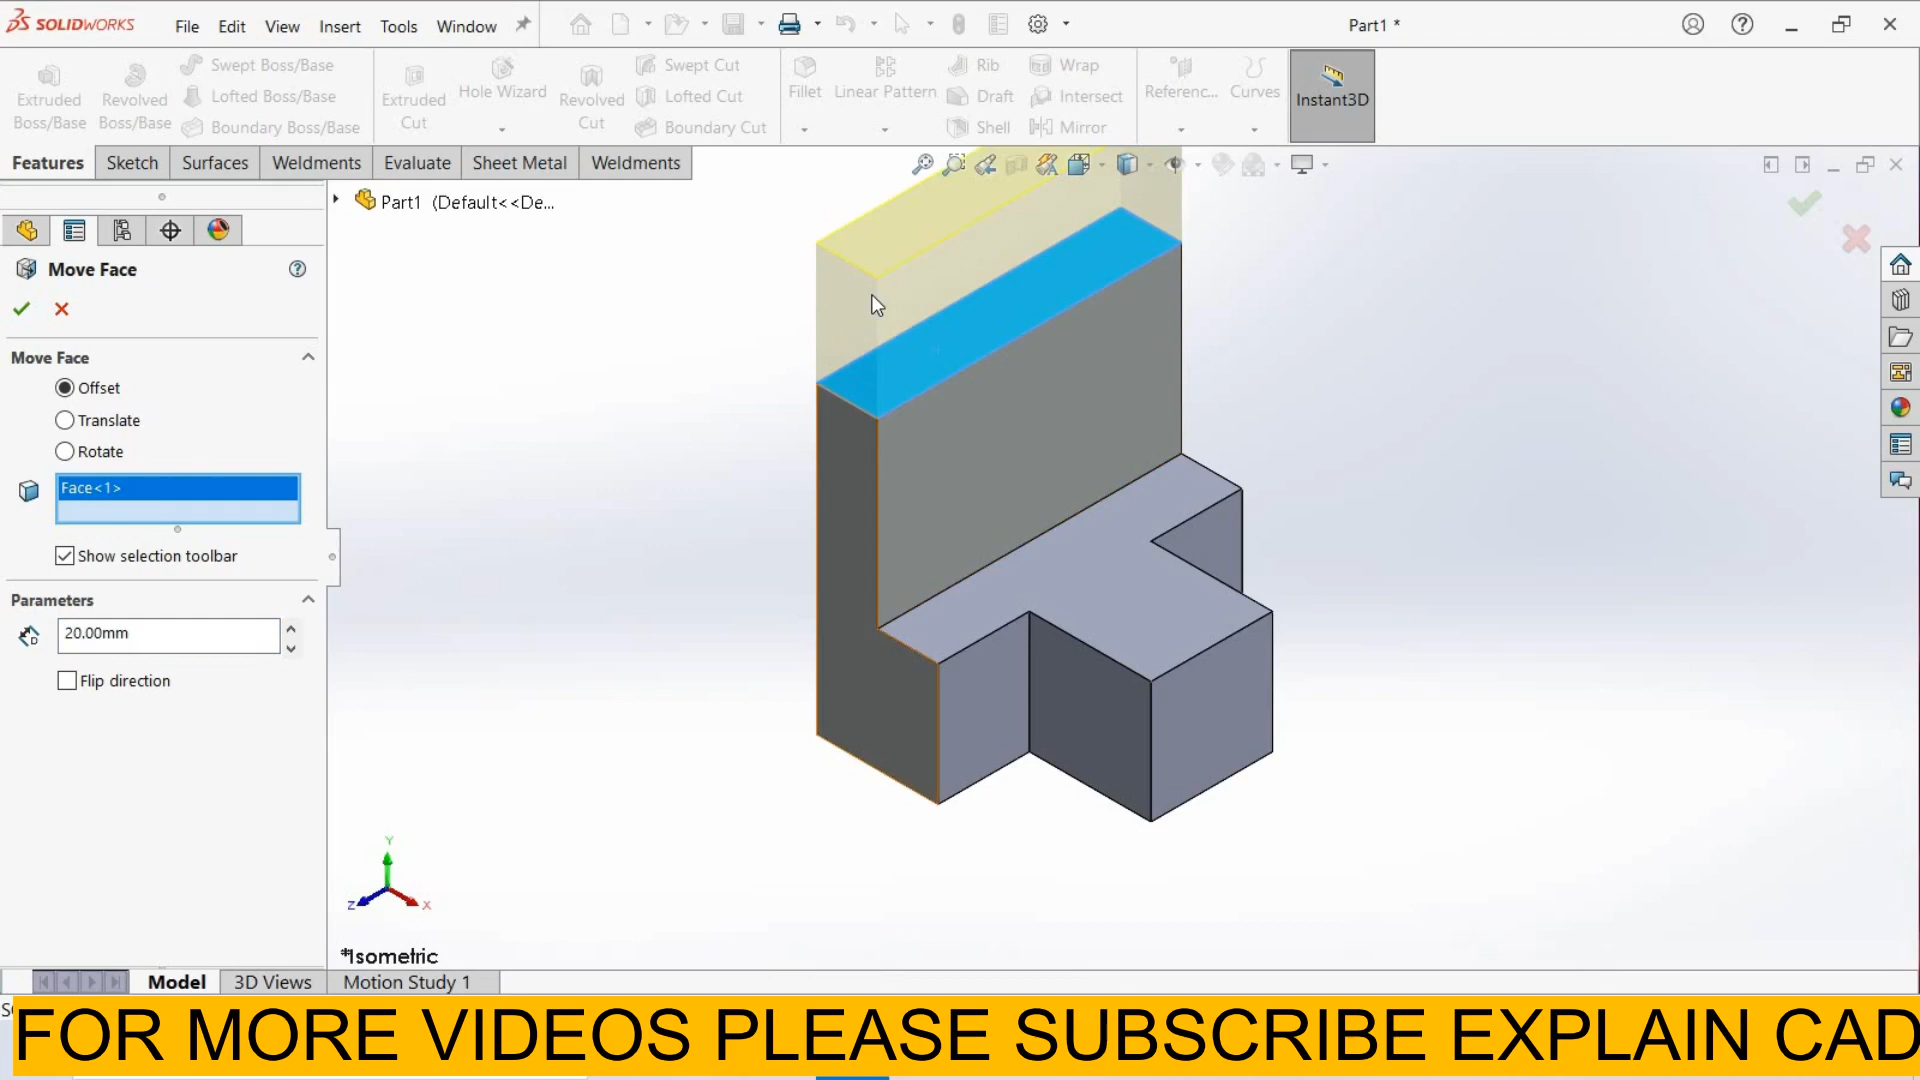 SOLIDWORKS
File Edit View Insert Tools Window
Part1 *
Extruded Boss/Base
Revolved Boss/Base
Swept Boss/Base
Lofted Boss/Base
Boundary Boss/Base
Extruded Cut
Hole Wizard
Revolved Cut
Swept Cut
Lofted Cut
Boundary Cut
Fillet
Linear Pattern
Rib
Draft
Shell
Wrap
Intersect
Mirror
Referenc...
Curves
Instant3D
Features Sketch Surfaces Weldments Evaluate Sheet Metal Weldments
Part1 (Default<<De...
Move Face
Move Face
Offset
Translate
Rotate
Face<1>
Show selection toolbar
Parameters
20.00mm
Flip direction
Y
Z X
*Isometric
Model 3D Views Motion Study 1
FOR MORE VIDEOS PLEASE SUBSCRIBE EXPLAIN CAD